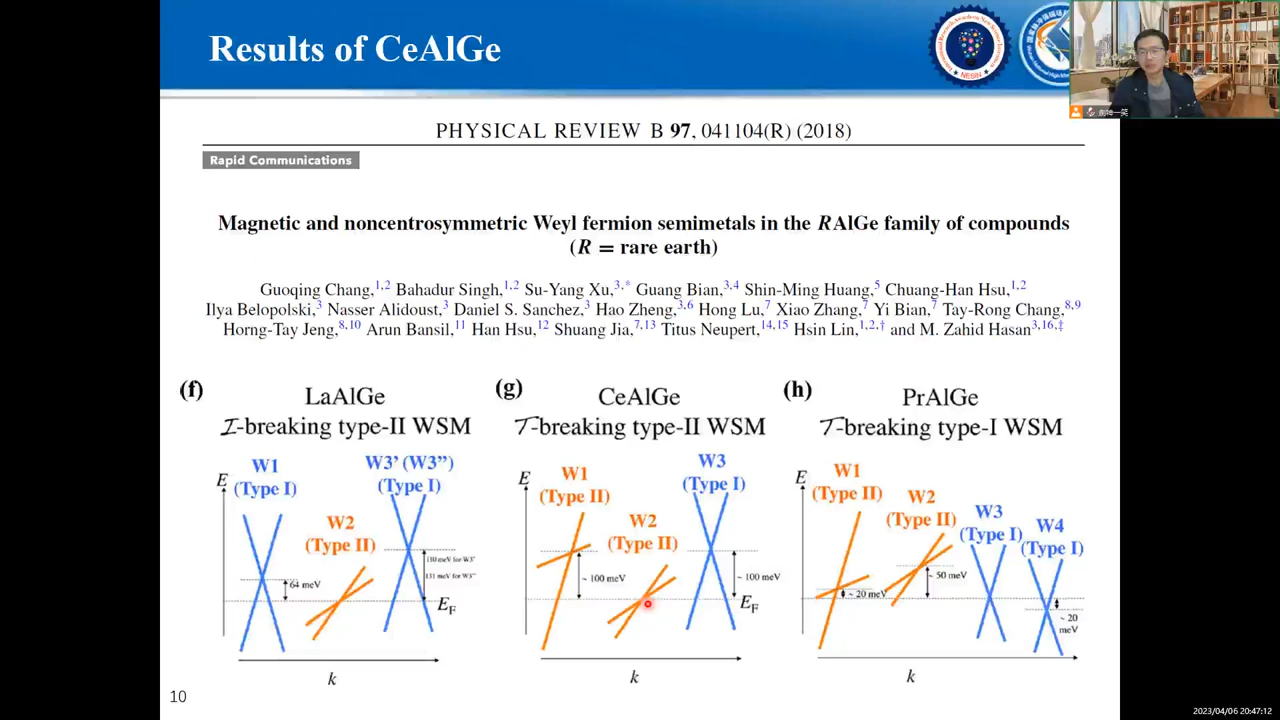 Results of CeAlGe
PHYSICAL REVIEW B 97, 041104(R) (2018)
Rapid Communications
Magnetic and noncentrosymmetric Weyl fermion semimetals in the RAlGe family of compounds
(R = rare earth)
Guoqing Chang,1,2 Bahadur Singh,1,2 Su-Yang Xu,3,* Guang Bian,3,4 Shin-Ming Huang,5 Chuang-Han Hsu,1,2
Ilya Belopolski,3 Nasser Alidoust,3 Daniel S. Sanchez,3 Hao Zheng,3,6 Hong Lu,7 Xiao Zhang,7 Yi Bian,7 Tay-Rong Chang,8,9
Horng-Tay Jeng,8,10 Arun Bansil,11 Han Hsu,12 Shuang Jia,7,13 Titus Neupert,14,15 Hsin Lin,1,2,† and M. Zahid Hasan3,16,‡
(f)
LaAlGe
I-breaking type-II WSM
E
W1
(Type I)
W2
(Type II)
W3' (W3'')
(Type I)
64 meV
131 meV for W3''
EF
k
(g)
CeAlGe
T-breaking type-II WSM
E
W1
(Type II)
W2
(Type II)
W3
(Type I)
~ 100 meV
~ 100 meV
EF
k
(h)
PrAlGe
T-breaking type-I WSM
E
W1
(Type II)
W2
(Type II)
W3
(Type I)
W4
(Type I)
~ 20 meV
~ 50 meV
~ 20
meV
k
10
NESIN
2023/04/06 20:47:12